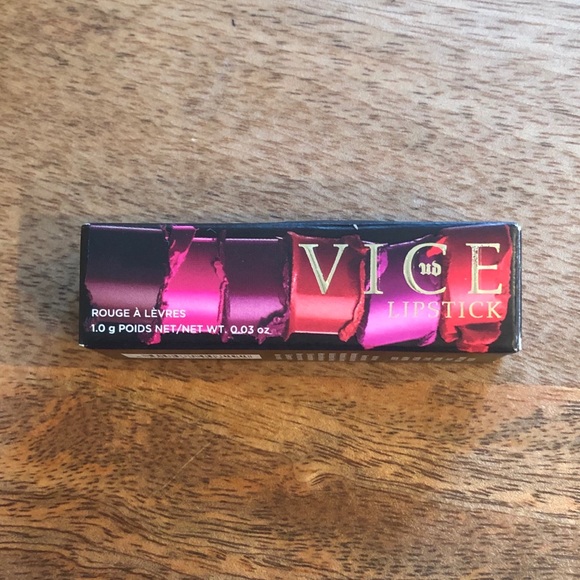 VICE
ud
LIPSTICK
ROUGE À LÈVRES
1.0 g POIDS NET/NET WT. 0.03 oz.